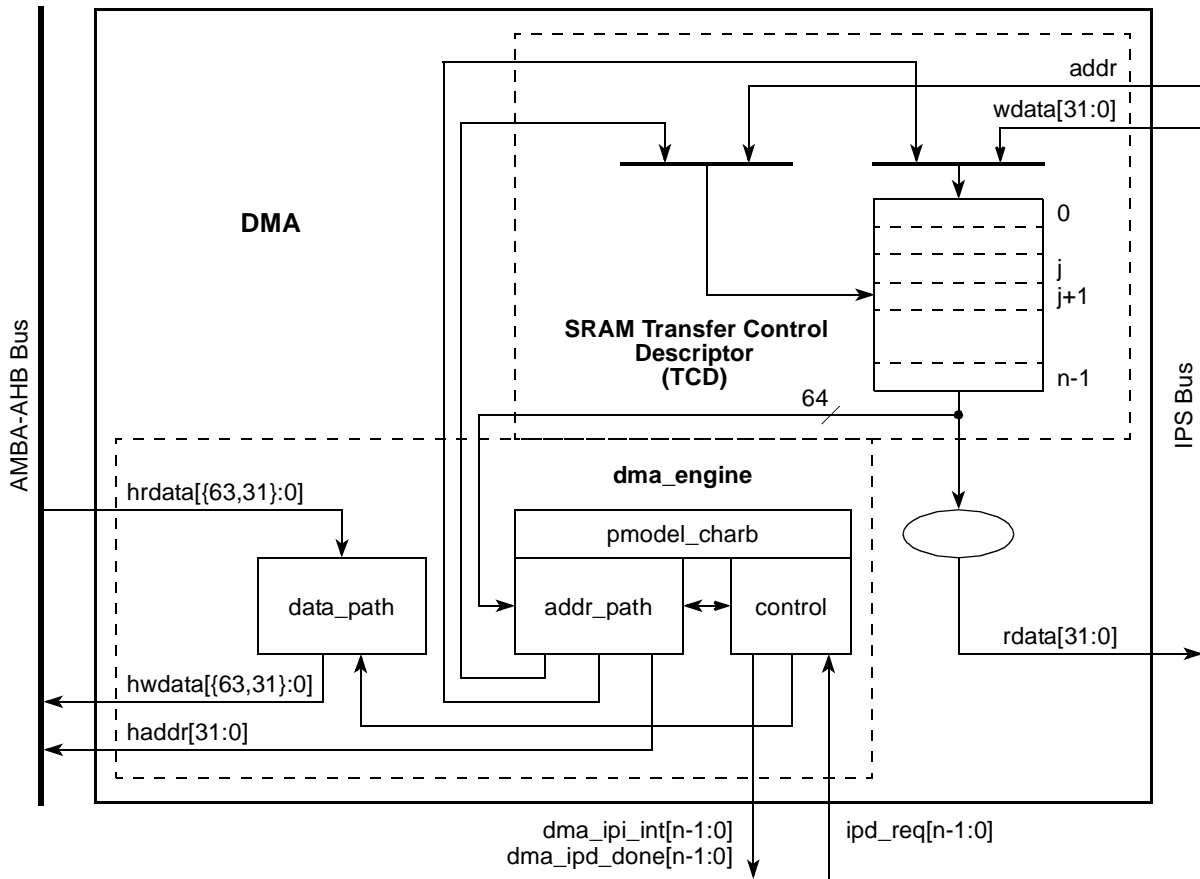 addr
wdata[31:0]
DMA
0
j
j+1
n-1
SRAM Transfer Control
Descriptor
(TCD)
64
AMBA-AHB Bus
IPS Bus
dma_engine
hrdata[{63,31}:0]
pmodel_charb
data_path
addr_path
control
rdata[31:0]
hwdata[{63,31}:0]
haddr[31:0]
dma_ipi_int[n-1:0]
dma_ipd_done[n-1:0]
ipd_req[n-1:0]